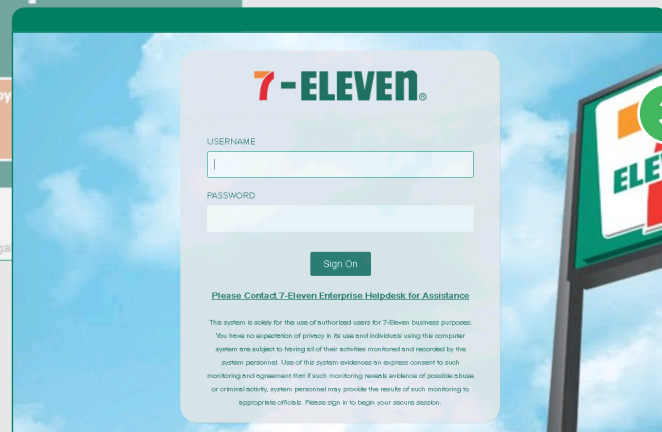 7-ELEVEN®
USERNAME
PASSWORD
Sign On
Please Contact 7-Eleven Enterprise Helpdesk for Assistance
This system is solely for the use of authorized users for 7-Eleven business purposes.
You have no expectation of privacy in its use and individuals using this computer
system are subject to having all of their activities monitored and recorded by the
system personnel. Use of this system evidences an express consent to such
monitoring and agreement that if such monitoring reveals evidence of possible abuse
or criminal activity, system personnel may provide the results of such monitoring to
appropriate officials. Please sign in to begin your secure session.